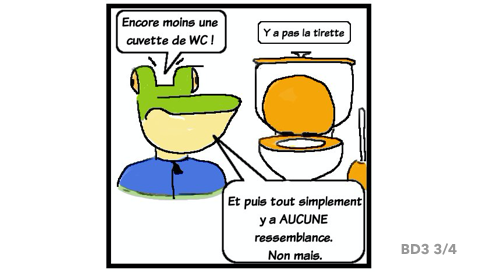 Encore moins une
cuvette de WC !
Y a pas la tirette
Et puis tout simplement
y a AUCUNE
ressemblance.
Non mais.
BD3 3/4